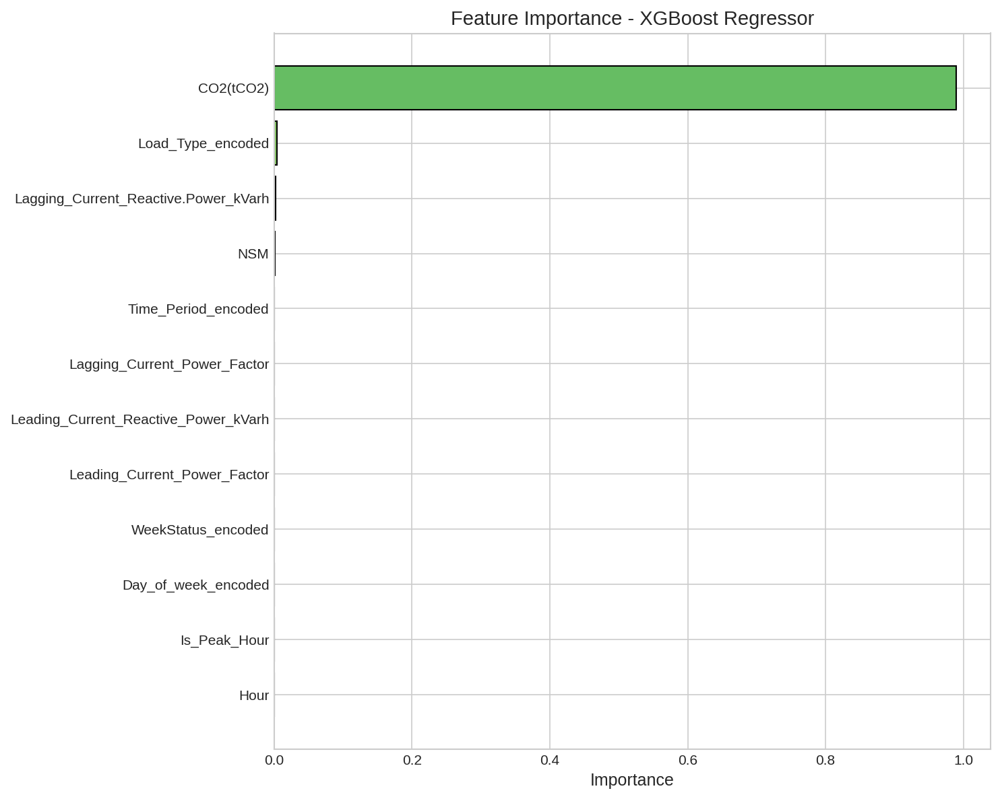 Feature Importance - XGBoost Regressor
CO2(tCO2)
Load_Type_encoded
Lagging_Current_Reactive.Power_kVarh
NSM
Time_Period_encoded
Lagging_Current_Power_Factor
Leading_Current_Reactive_Power_kVarh
Leading_Current_Power_Factor
WeekStatus_encoded
Day_of_week_encoded
Is_Peak_Hour
Hour
0.0 0.2 0.4 0.6 0.8 1.0
Importance